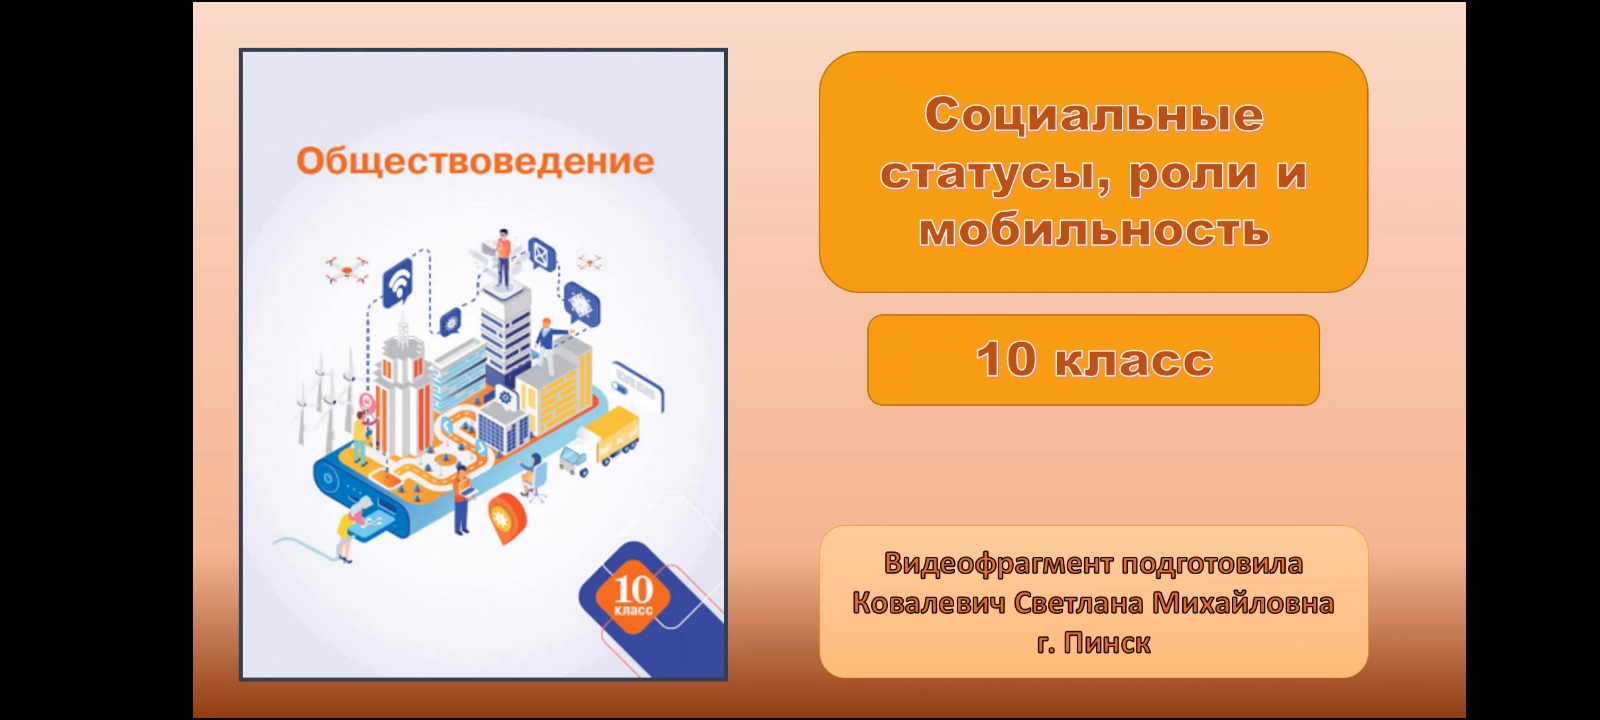 Обществоведение
10
класс
Социальные
статусы, роли и
мобильность
10 класс
Видеофрагмент подготовила
Ковалевич Светлана Михайловна
г. Пинск